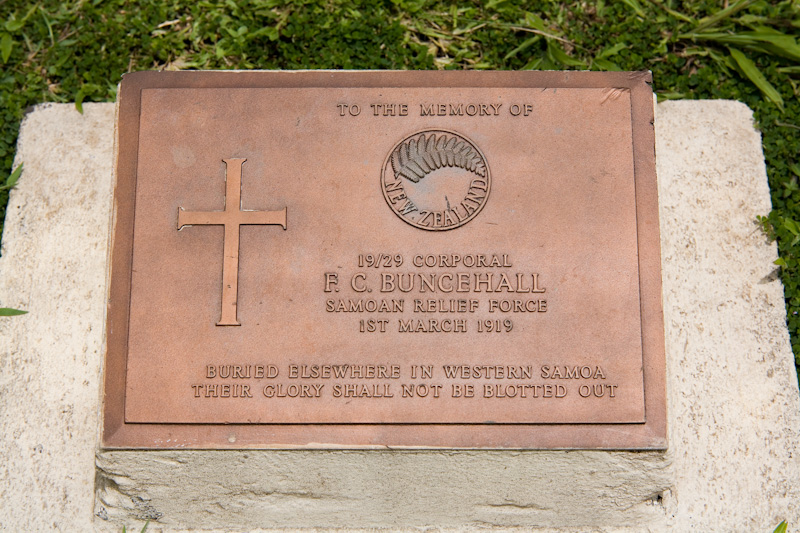 TO THE MEMORY OF
NEW ZEALAND
19/29 CORPORAL
F. C. BUNCEHALL
SAMOAN RELIEF FORCE
1ST MARCH 1919
BURIED ELSEWHERE IN WESTERN SAMOA
THEIR GLORY SHALL NOT BE BLOTTED OUT